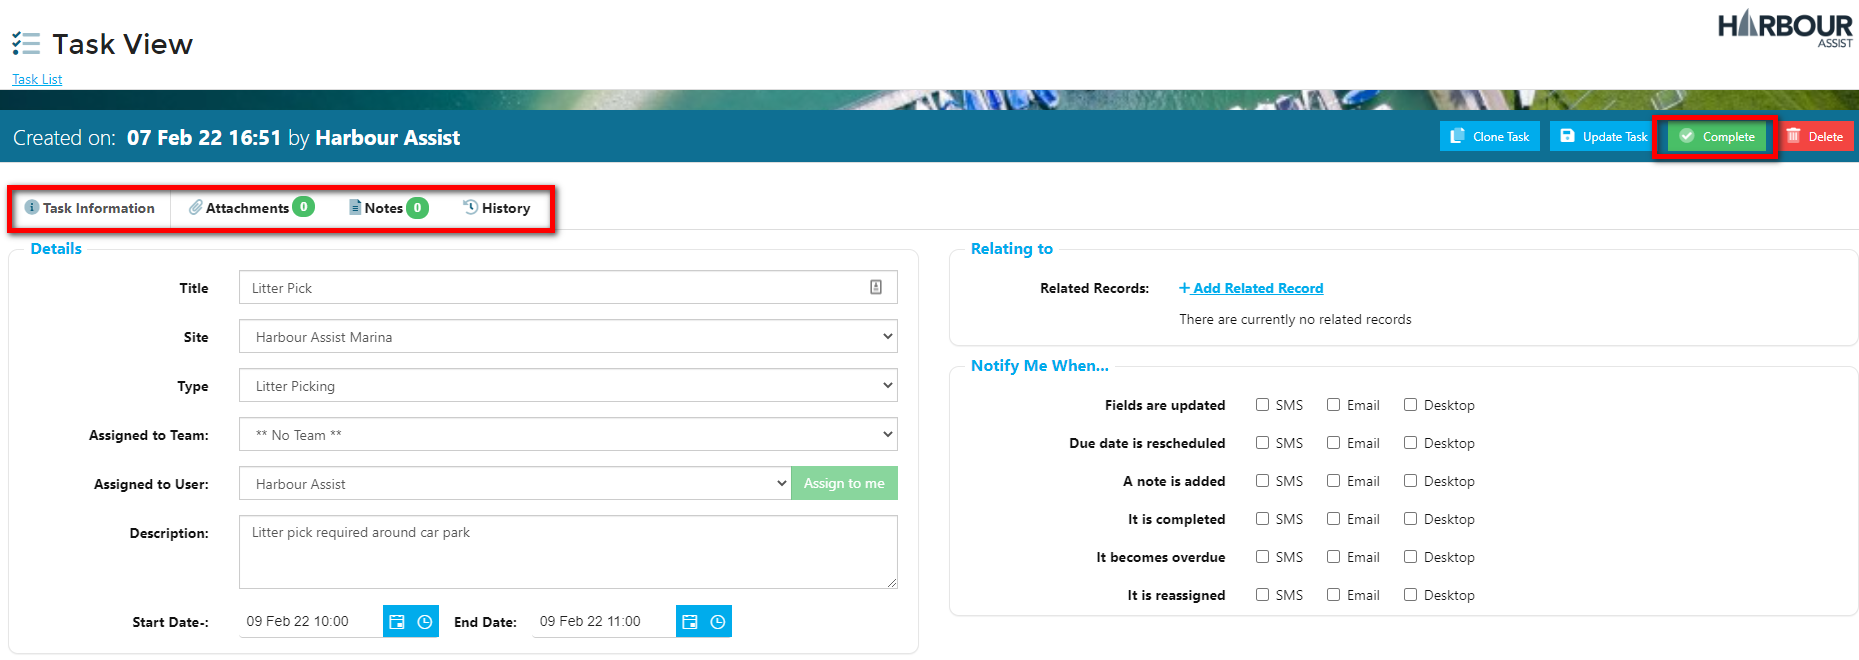 HARBOUR
ASSIST
Task View
Task List
Created on: 07 Feb 22 16:51 by Harbour Assist
Clone Task
Update Task
Complete
Delete
Task Information
Attachments 0
Notes 0
History
Details
Title
Litter Pick
Site
Harbour Assist Marina
Type
Litter Picking
Assigned to Team:
** No Team **
Assigned to User:
Harbour Assist
Assign to me
Description:
Litter pick required around car park
Start Date-:
09 Feb 22 10:00
End Date:
09 Feb 22 11:00
Relating to
Related Records:
+ Add Related Record
There are currently no related records
Notify Me When...
Fields are updated SMS Email Desktop
Due date is rescheduled SMS Email Desktop
A note is added SMS Email Desktop
It is completed SMS Email Desktop
It becomes overdue SMS Email Desktop
It is reassigned SMS Email Desktop